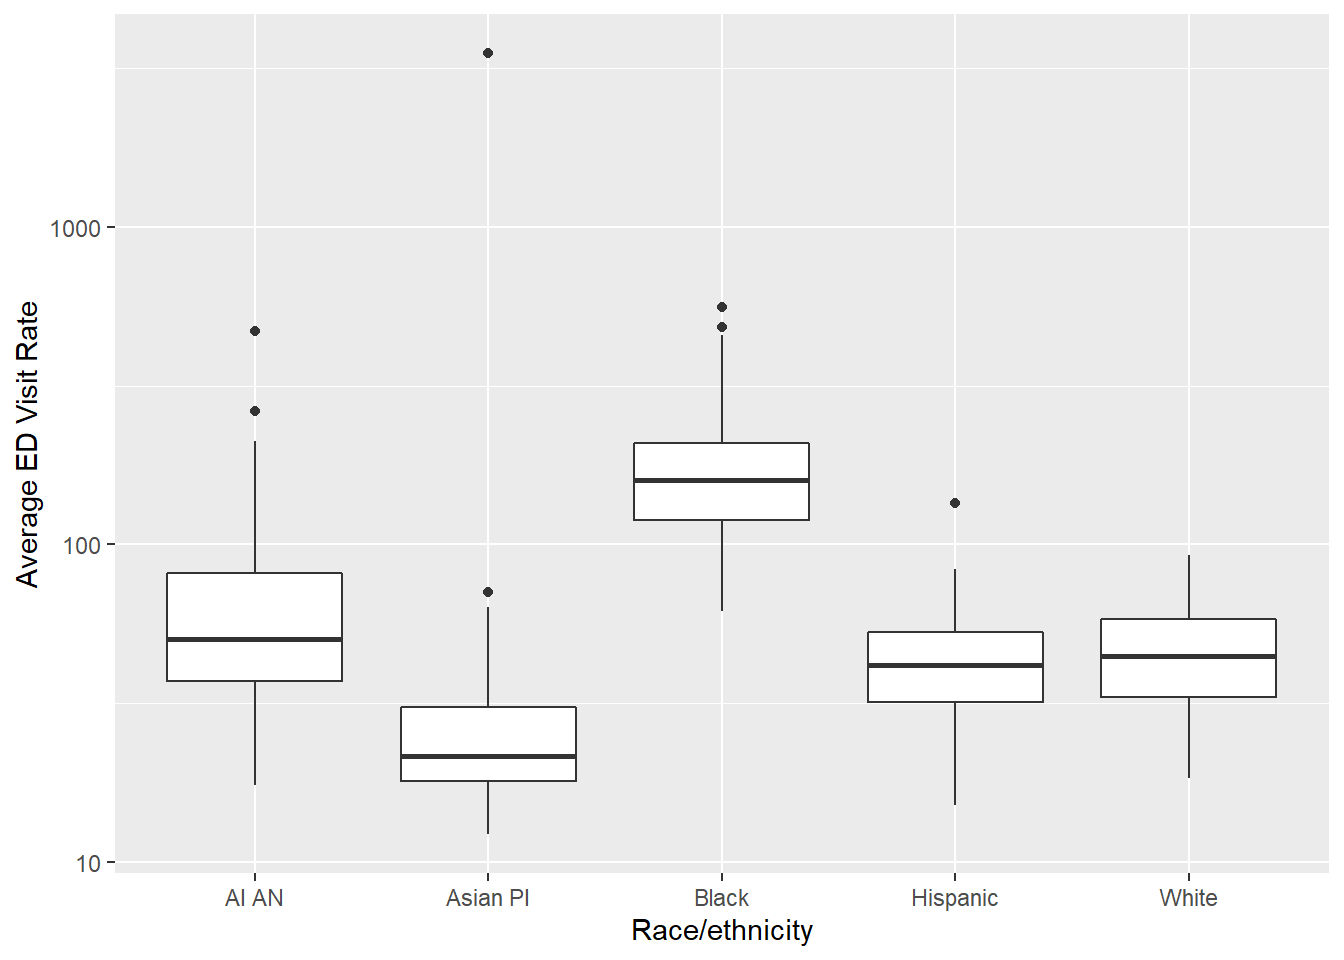 Average ED Visit Rate
1000
100
10
AI AN
Asian PI
Black
Hispanic
White
Race/ethnicity